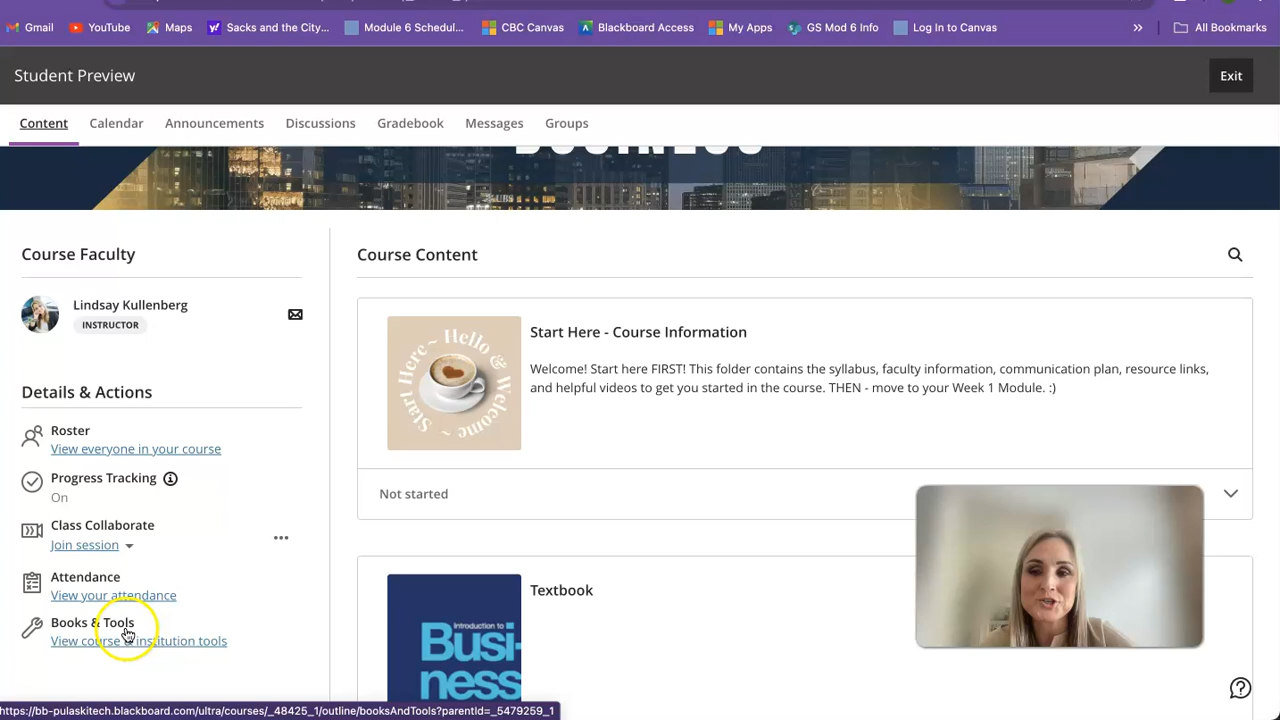 Gmail
YouTube
Maps
Sacks and the City...
Module 6 Schedul...
CBC Canvas
Blackboard Access
My Apps
GS Mod 6 Info
Log In to Canvas
»
All Bookmarks
Student Preview
Exit
Content
Calendar
Announcements
Discussions
Gradebook
Messages
Groups
BUSINESS
Course Faculty
Lindsay Kullenberg
INSTRUCTOR
Details & Actions
Roster
View everyone in your course
Progress Tracking
On
Class Collaborate
Join session
Attendance
View your attendance
Books & Tools
View course & institution tools
https://bb-pulaskitech.blackboard.com/ultra/courses/_48425_1/outline/booksAndTools?parentId=_5479259_1
Course Content
Start Here ~ Hello & Welcome ~
Start Here - Course Information
Welcome! Start here FIRST! This folder contains the syllabus, faculty information, communication plan, resource links,
and helpful videos to get you started in the course. THEN - move to your Week 1 Module. :)
Not started
Textbook
Introduction to
Busi-
ness